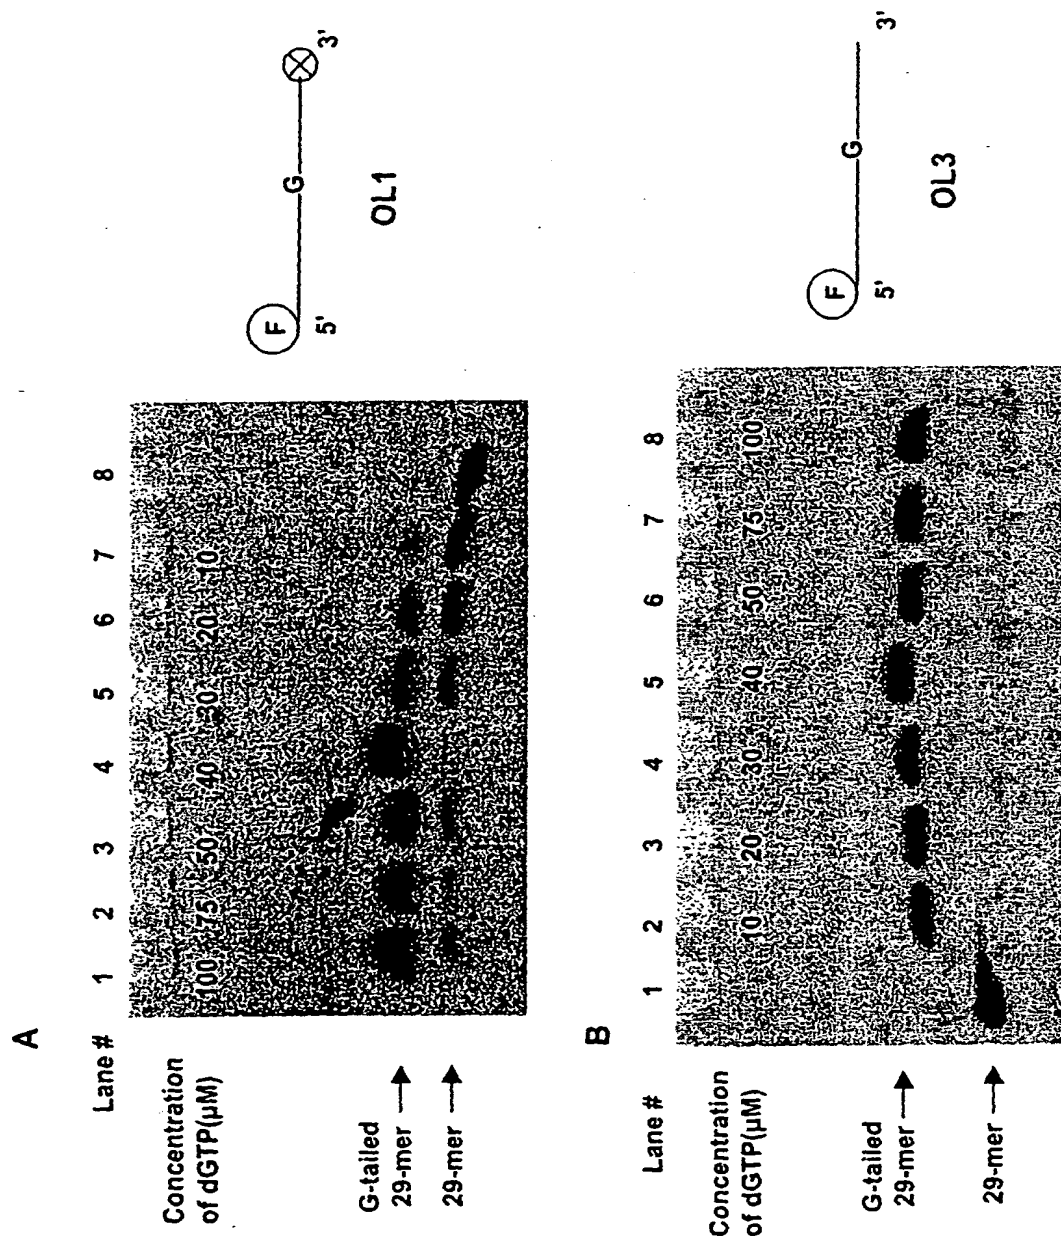 A
Lane # 1 2 3 4 5 6 7 8
Concentration of dGTP(µM)
100 75 50 40 30 20 10
G-tailed
29-mer
29-mer
F
G
5'
3'
OL1
B
Lane # 1 2 3 4 5 6 7 8
Concentration
of dGTP(µM)
10 20 30 40 50 75 100
G-tailed
29-mer
29-mer
F
G
5'
3'
OL3